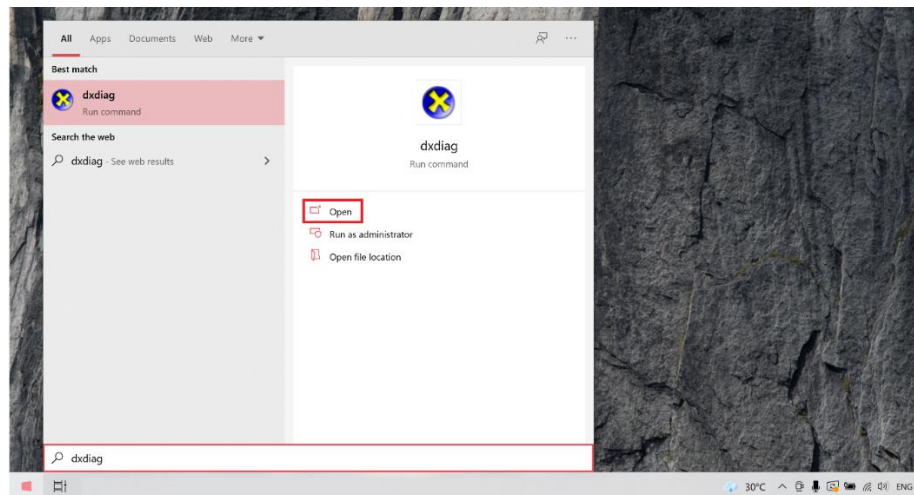 All Apps Documents Web More
Best match
dxdiag
Run command
Search the web
dxdiag - See web results
dxdiag
Run command
Open
Run as administrator
Open file location
dxdiag
30°C ENG